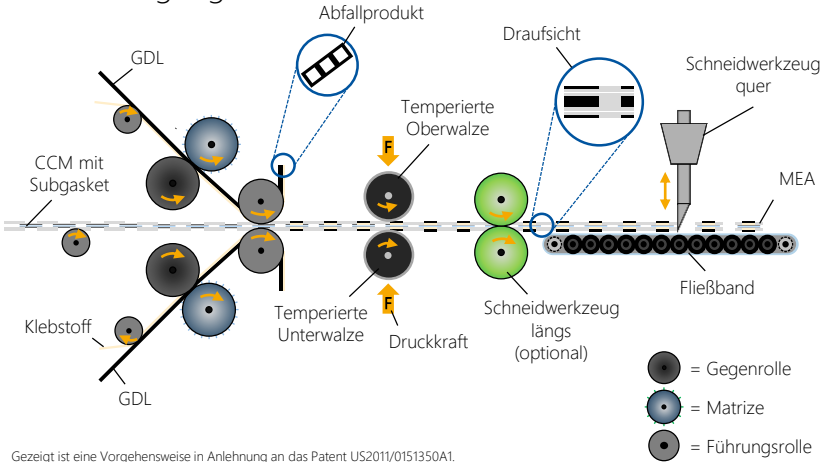 Abfallprodukt
GDL
Draufsicht
Schneidwerkzeug
quer
Temperierte
Oberwalze
F
CCM mit
Subgasket
MEA
Fließband
Temperierte
Unterwalze
F
Druckkraft
Schneidwerkzeug
längs
(optional)
Klebstoff
GDL
= Gegenrolle
= Matrize
= Führungsrolle
Gezeigt ist eine Vorgehensweise in Anlehnung an das Patent US2011/0151350A1.